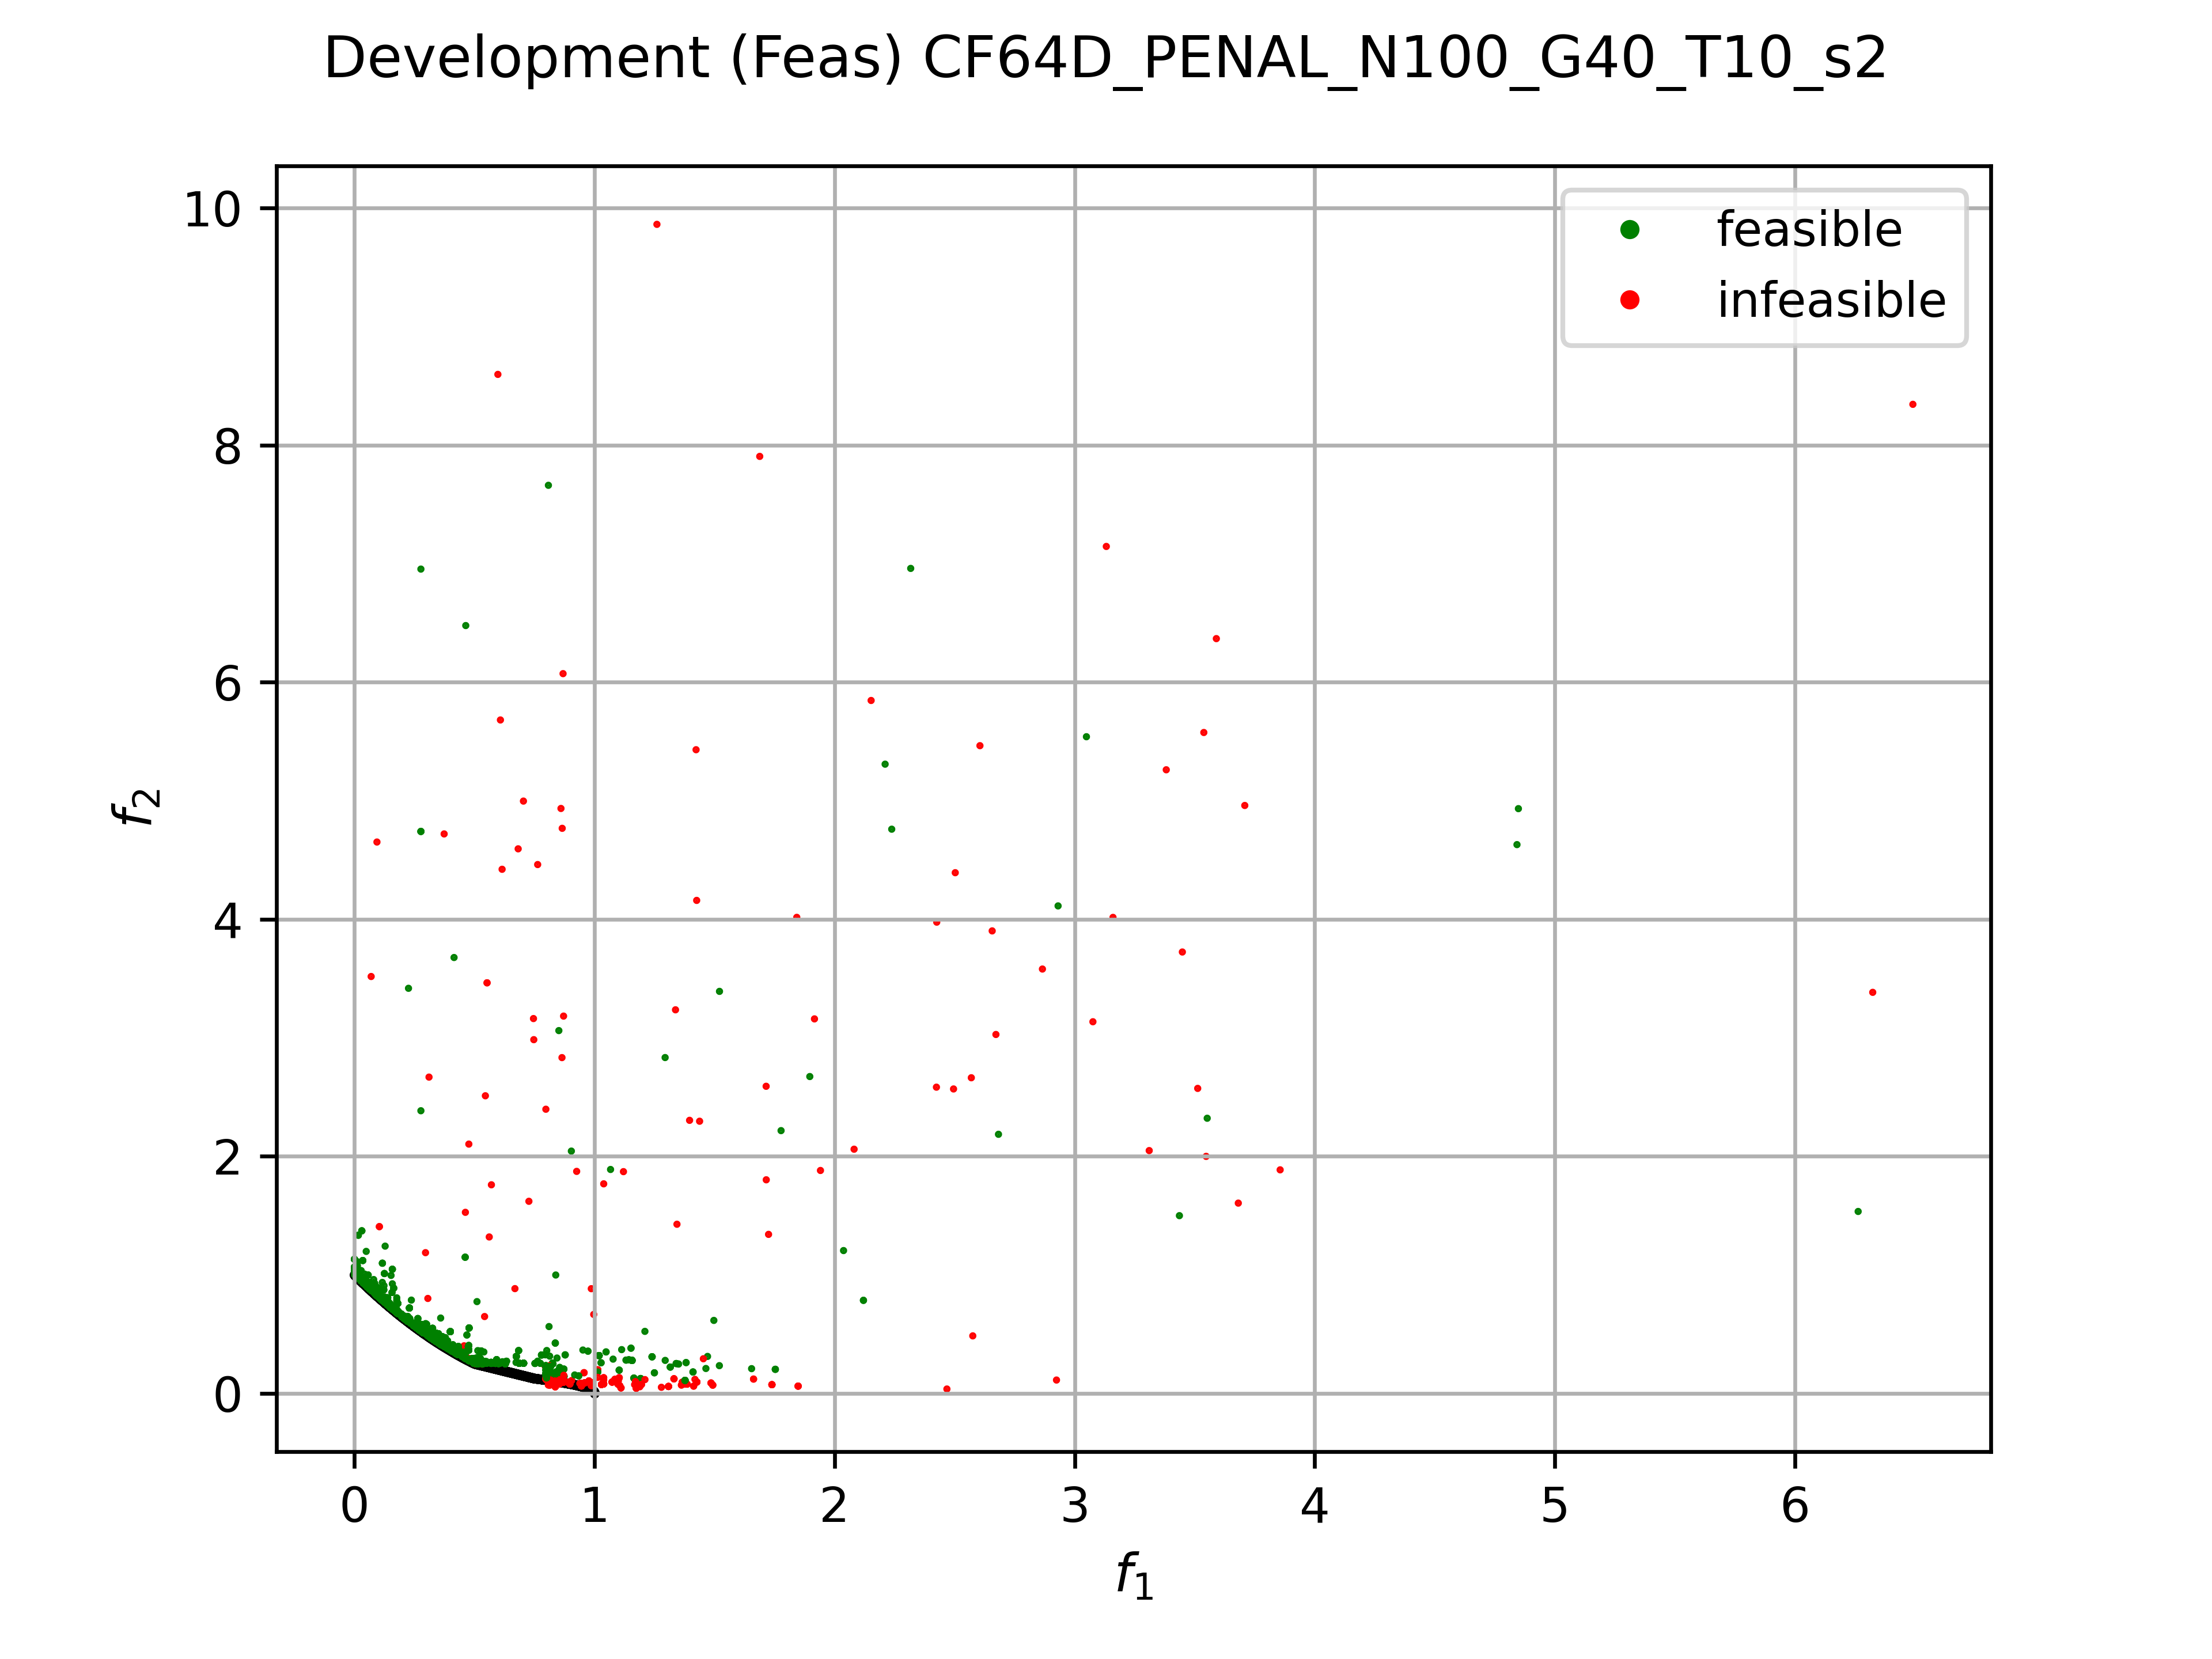 Development (Feas) CF64D_PENAL_N100_G40_T10_s2
10
8
6
4
2
0
f2
feasible
infeasible
0 1 2 3 4 5 6
f1